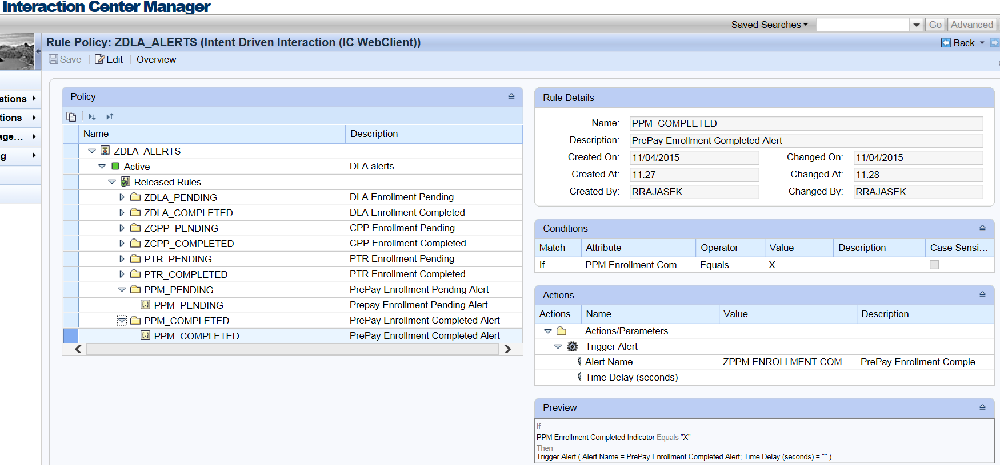 Interaction Center Manager
Saved Searches Go Advanced
Rule Policy: ZDLA_ALERTS (Intent Driven Interaction (IC WebClient)) Back
Save | Edit | Overview
ations
tions
age...
g
Policy
Name Description
ZDLA_ALERTS
Active DLA alerts
Released Rules
ZDLA_PENDING DLA Enrollment Pending
ZDLA_COMPLETED DLA Enrollment Completed
ZCPP_PENDING CPP Enrollment Pending
ZCPP_COMPLETED CPP Enrollment Completed
PTR_PENDING PTR Enrollment Pending
PTR_COMPLETED PTR Enrollment Completed
PPM_PENDING PrePay Enrollment Pending Alert
PPM_PENDING Prepay Enrollment Pending Alert
PPM_COMPLETED PrePay Enrollment Completed Alert
PPM_COMPLETED PrePay Enrollment Completed Alert
Rule Details
Name: PPM_COMPLETED
Description: PrePay Enrollment Completed Alert
Created On: 11/04/2015 Changed On: 11/04/2015
Created At: 11:27 Changed At: 11:28
Created By: RRAJASEK Changed By: RRAJASEK
Conditions
Match Attribute Operator Value Description Case Sensi...
If PPM Enrollment Com... Equals X
Actions
Actions Name Value Description
Actions/Parameters
Trigger Alert
Alert Name ZPPM ENROLLMENT COM... PrePay Enrollment Comple...
Time Delay (seconds)
Preview
If
PPM Enrollment Completed Indicator Equals "X"
Then
Trigger Alert ( Alert Name = PrePay Enrollment Completed Alert; Time Delay (seconds) = "" )